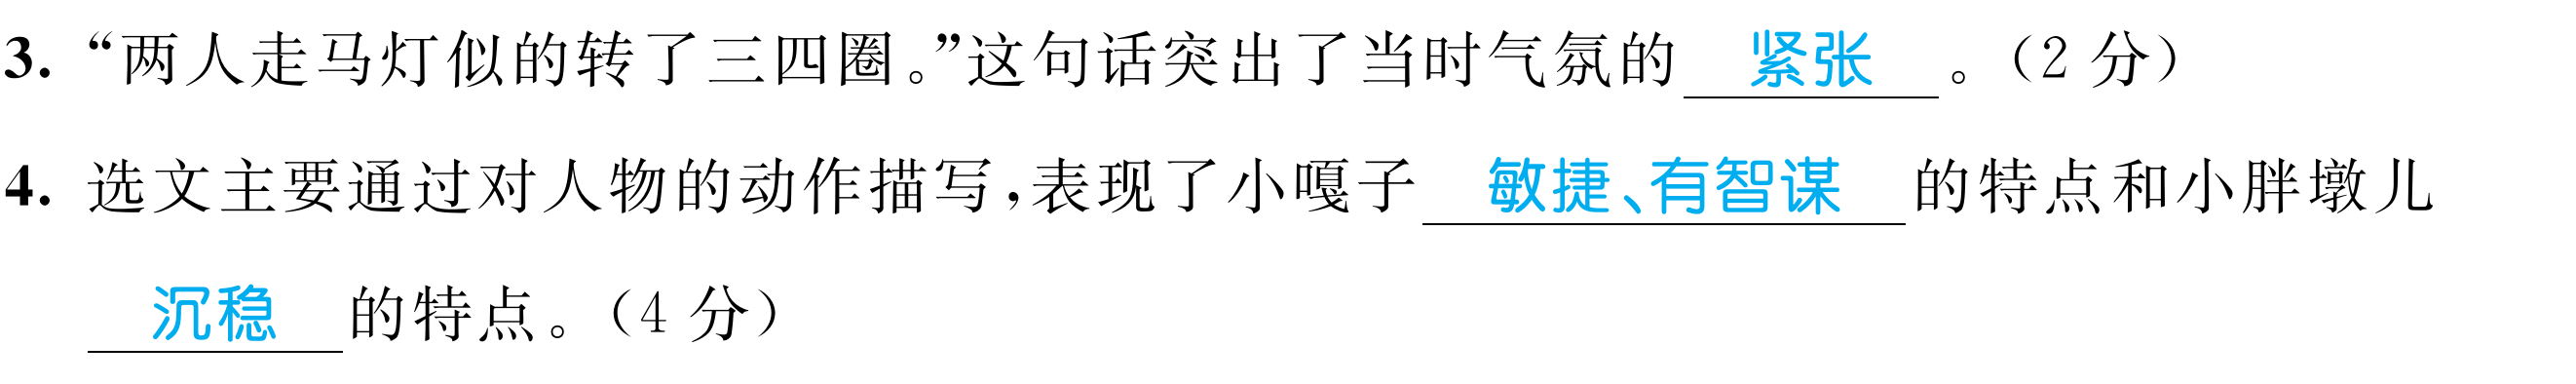 3. “两人走马灯似的转了三四圈。”这句话突出了当时气氛的 紧张 。（2 分）
4. 选文主要通过对人物的动作描写，表现了小嘎子 敏捷、有智谋 的特点和小胖墩儿
沉稳 的特点。（4 分）